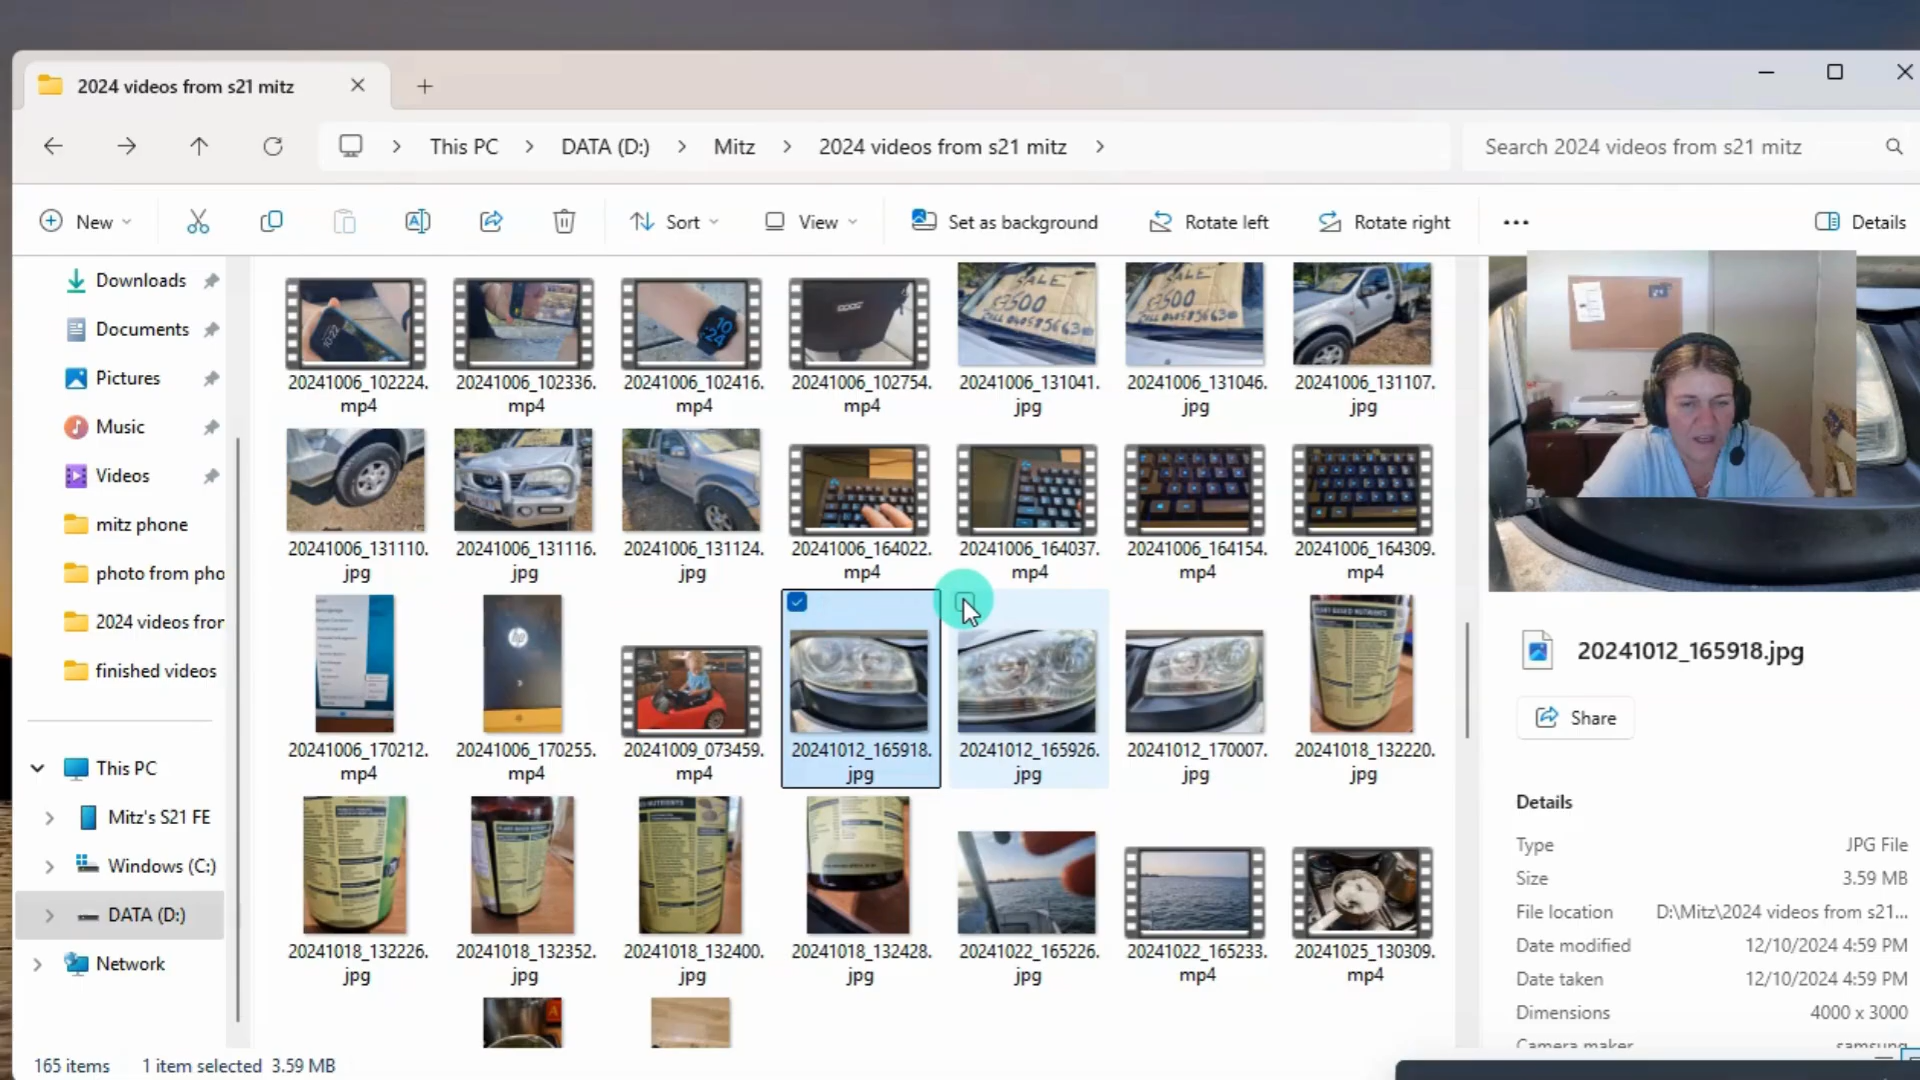 2024 videos from s21 mitz
This PC
DATA (D:)
Mitz
2024 videos from s21 mitz
Search 2024 videos from s21 mitz
New
Sort
View
Set as background
Rotate left
Rotate right
Details
Downloads
Documents
Pictures
Music
Videos
mitz phone
photo from pho
2024 videos fror
finished videos
This PC
Mitz's S21 FE
Windows (C:)
DATA (D:)
Network
SALE
SALE
$7500
20241006_102224.
mp4
20241006_102336.
mp4
20241006_102416.
mp4
20241006_102754.
mp4
20241006_131041.
jpg
20241006_131046.
jpg
20241006_131107.
jpg
20241006_131110.
jpg
20241006_131116.
jpg
20241006_131124.
jpg
20241006_164022.
mp4
20241006_164037.
mp4
20241006_164154.
mp4
20241006_164309.
mp4
20241006_170212.
mp4
20241006_170255.
mp4
20241009_073459.
mp4
20241012_165918.
jpg
20241012_165926.
jpg
20241012_170007.
jpg
20241018_132220.
jpg
20241018_132226.
jpg
20241018_132352.
jpg
20241018_132400.
jpg
20241018_132428.
jpg
20241022_165226.
jpg
20241022_165233.
mp4
20241025_130309.
mp4
20241012_165918.jpg
Share
Details
Type JPG File
Size 3.59 MB
File location D:\Mitz\2024 videos from s21...
Date modified 12/10/2024 4:59 PM
Date taken 12/10/2024 4:59 PM
Dimensions 4000 x 3000
Camera maker samsung
165 items
1 item selected 3.59 MB